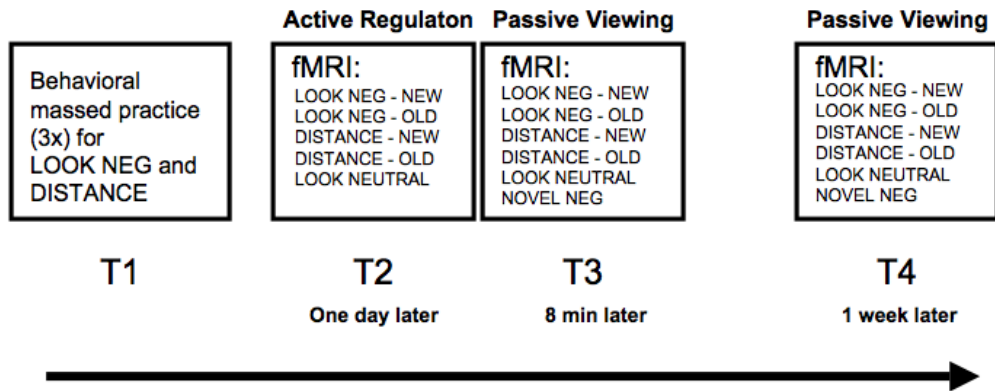 Active Regulaton
Passive Viewing
Passive Viewing
Behavioral
massed practice
(3x) for
LOOK NEG and
DISTANCE
fMRI:
LOOK NEG - NEW
LOOK NEG - OLD
DISTANCE - NEW
DISTANCE - OLD
LOOK NEUTRAL
fMRI:
LOOK NEG - NEW
LOOK NEG - OLD
DISTANCE - NEW
DISTANCE - OLD
LOOK NEUTRAL
NOVEL NEG
fMRI:
LOOK NEG - NEW
LOOK NEG - OLD
DISTANCE - NEW
DISTANCE - OLD
LOOK NEUTRAL
NOVEL NEG
T1
T2
T3
T4
One day later
8 min later
1 week later